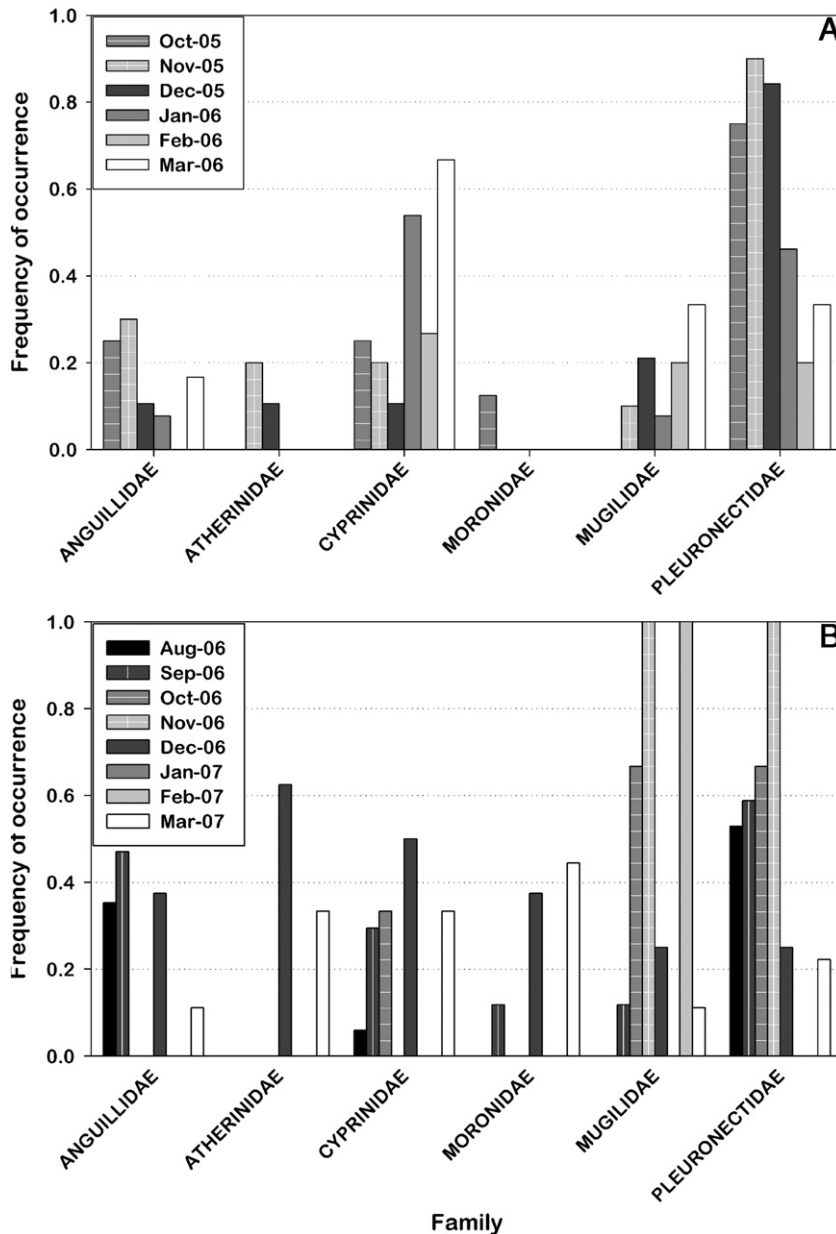 A
1.0
0.8
0.6
0.4
0.2
0.0
Frequency of occurrence
Oct-05
Nov-05
Dec-05
Jan-06
Feb-06
Mar-06
ANGUILLIDAE
ATHERINIDAE
CYPRINIDAE
MORONIDAE
MUGILIDAE
PLEURONECTIDAE
B
1.0
0.8
0.6
0.4
0.2
0.0
Frequency of occurrence
Aug-06
Sep-06
Oct-06
Nov-06
Dec-06
Jan-07
Feb-07
Mar-07
ANGUILLIDAE
ATHERINIDAE
CYPRINIDAE
MORONIDAE
MUGILIDAE
PLEURONECTIDAE
Family